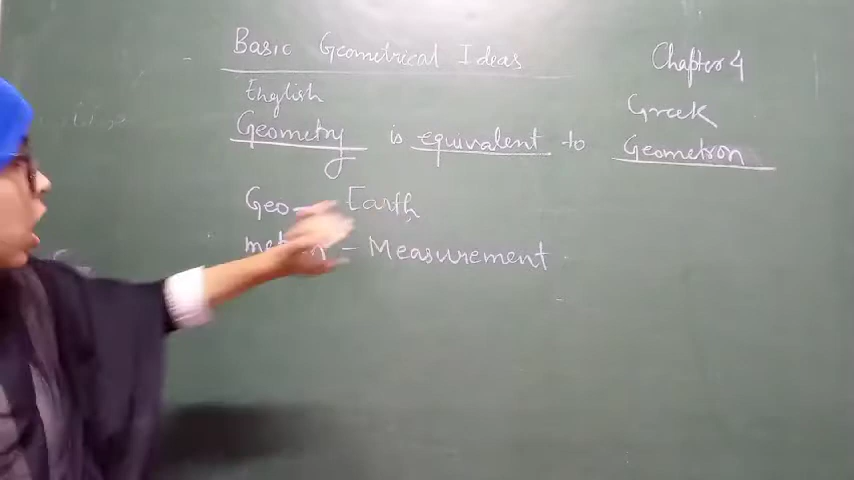 Basic Geometrical Ideas
Chapter 4
English
Greek
Geometry is equivalent to Geometron
Geo - Earth
- Measurement